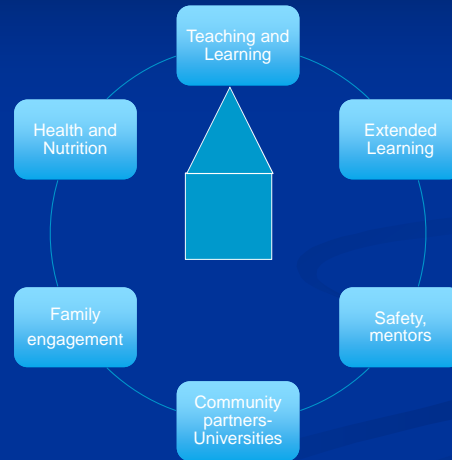 Teaching and
Learning
Health and
Nutrition
Extended
Learning
Family
engagement
Safety,
mentors
Community
partners-
Universities